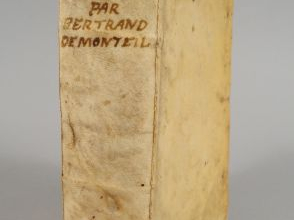 PAR
BERTRAND
DE MONTEIL